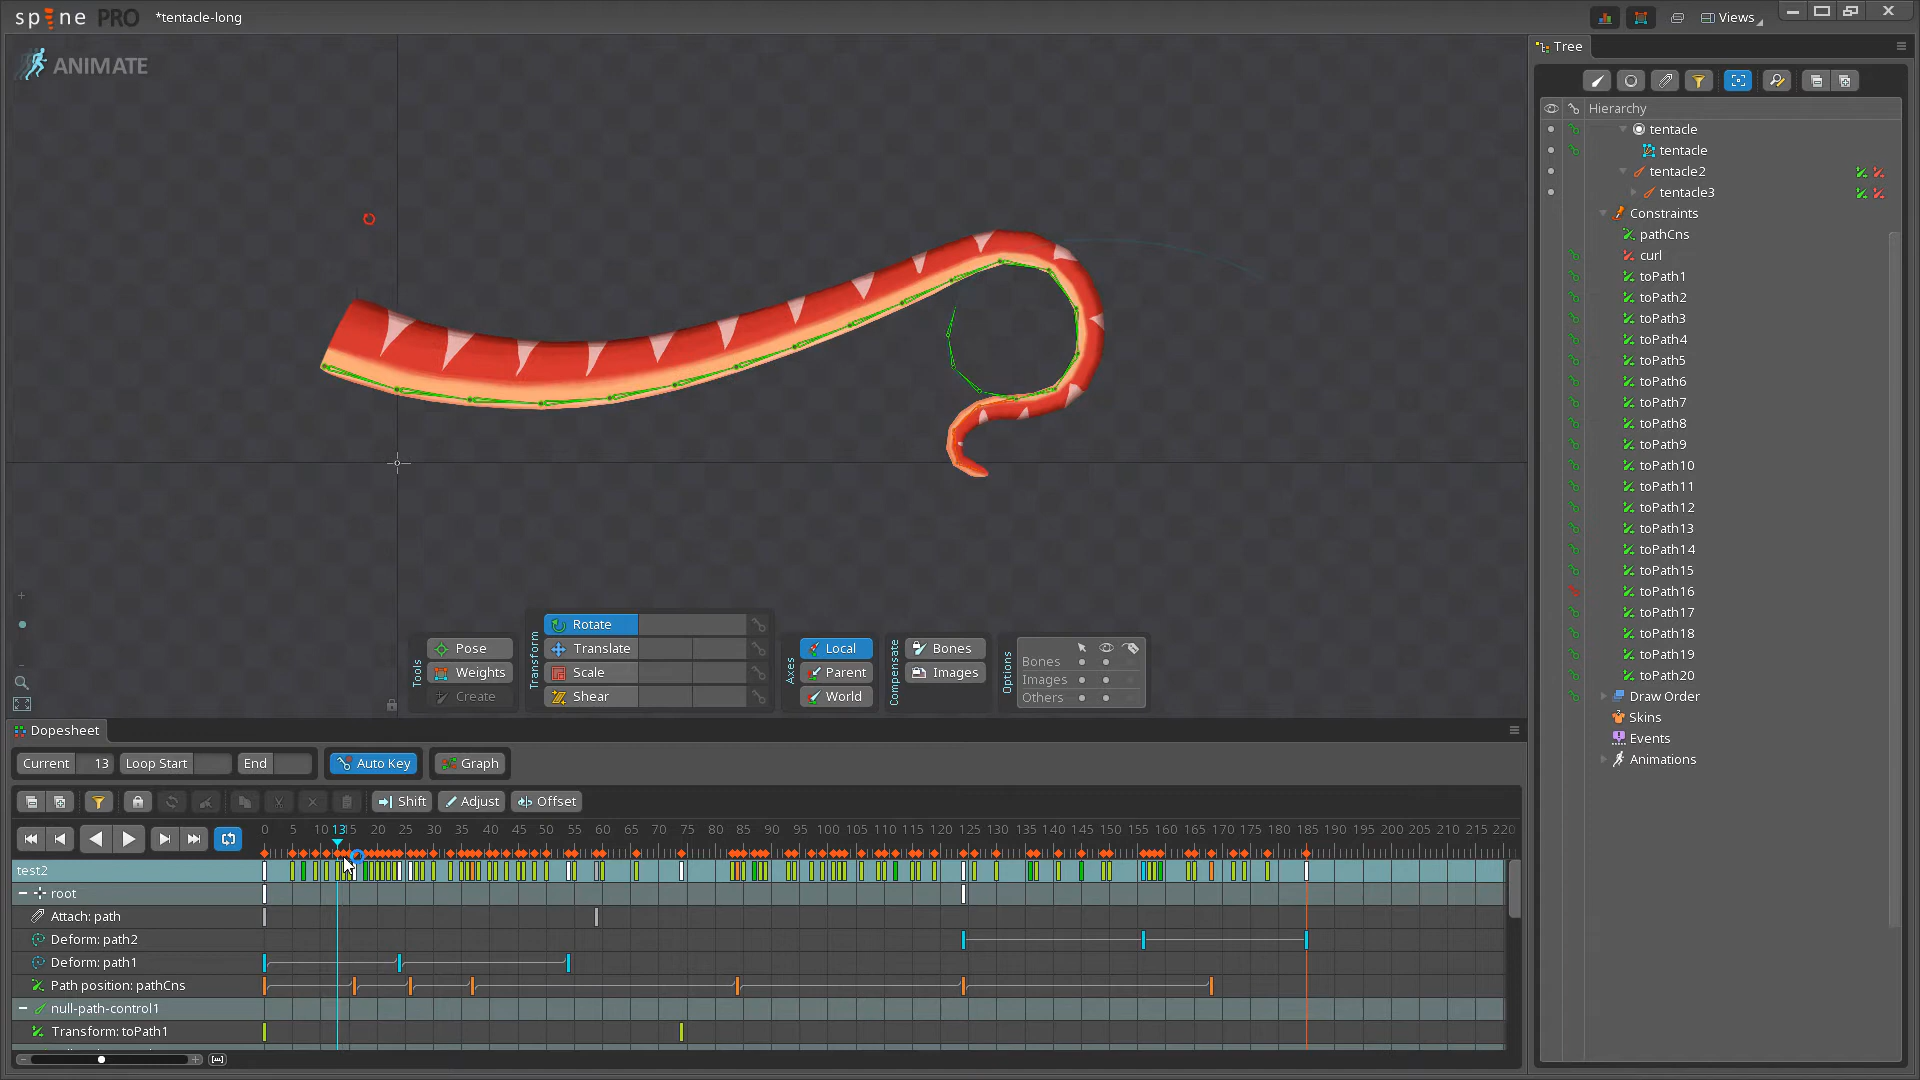 spine PRO *tentacle-long Views
ANIMATE
Tree
Hierarchy
tentacle
tentacle
tentacle2
tentacle3
Constraints
pathCns
curl
toPath1
toPath2
toPath3
toPath4
toPath5
toPath6
toPath7
toPath8
toPath9
toPath10
toPath11
toPath12
toPath13
toPath14
toPath15
toPath16
toPath17
toPath18
toPath19
toPath20
Draw Order
Skins
Events
Animations
Tools
Pose
Weights
Create
Transform
Rotate
Translate
Scale
Shear
Axes
Local
Parent
World
Compensate
Bones
Images
Options
Bones
Images
Others
Dopesheet
Current 13 Loop Start End Auto Key Graph
Shift Adjust Offset
0 5 10 13 15 20 25 30 35 40 45 50 55 60 65 70 75 80 85 90 95 100 105 110 115 120 125 130 135 140 145 150 155 160 165 170 175 180 185 190 195 200 205 210 215 220
test2
root
Attach: path
Deform: path2
Deform: path1
Path position: pathCns
null-path-control1
Transform: toPath1